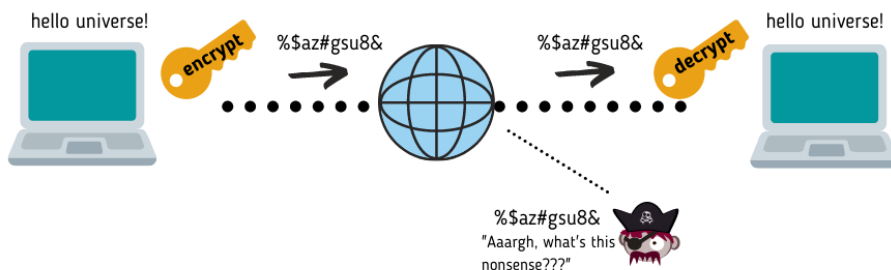 hello universe!
encrypt
%$az#gsu8&
%$az#gsu8&
decrypt
hello universe!
%$az#gsu8&
"Aaargh, what's this
nonsense???"